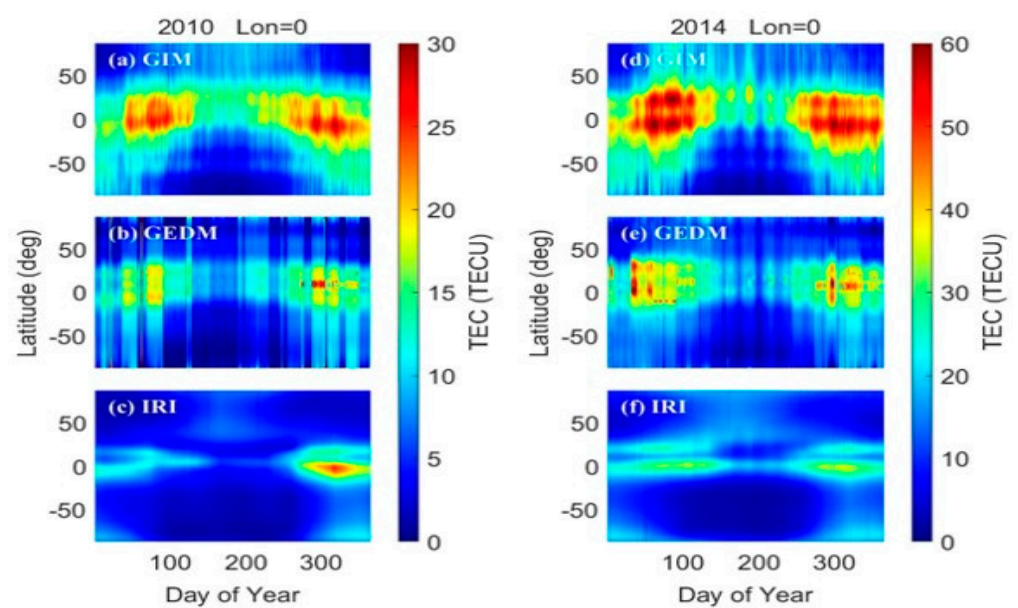 2010 Lon=0
(a) GIM
50
0
-50
(b) GEDM
50
0
-50
(c) IRI
50
0
-50
100 200 300
Day of Year
Latitude (deg)
30
25
20
15
10
5
0
TEC (TECU)
2014 Lon=0
(d) GIM
50
0
-50
(e) GEDM
50
0
-50
(f) IRI
50
0
-50
100 200 300
Day of Year
Latitude (deg)
60
50
40
30
20
10
0
TEC (TECU)